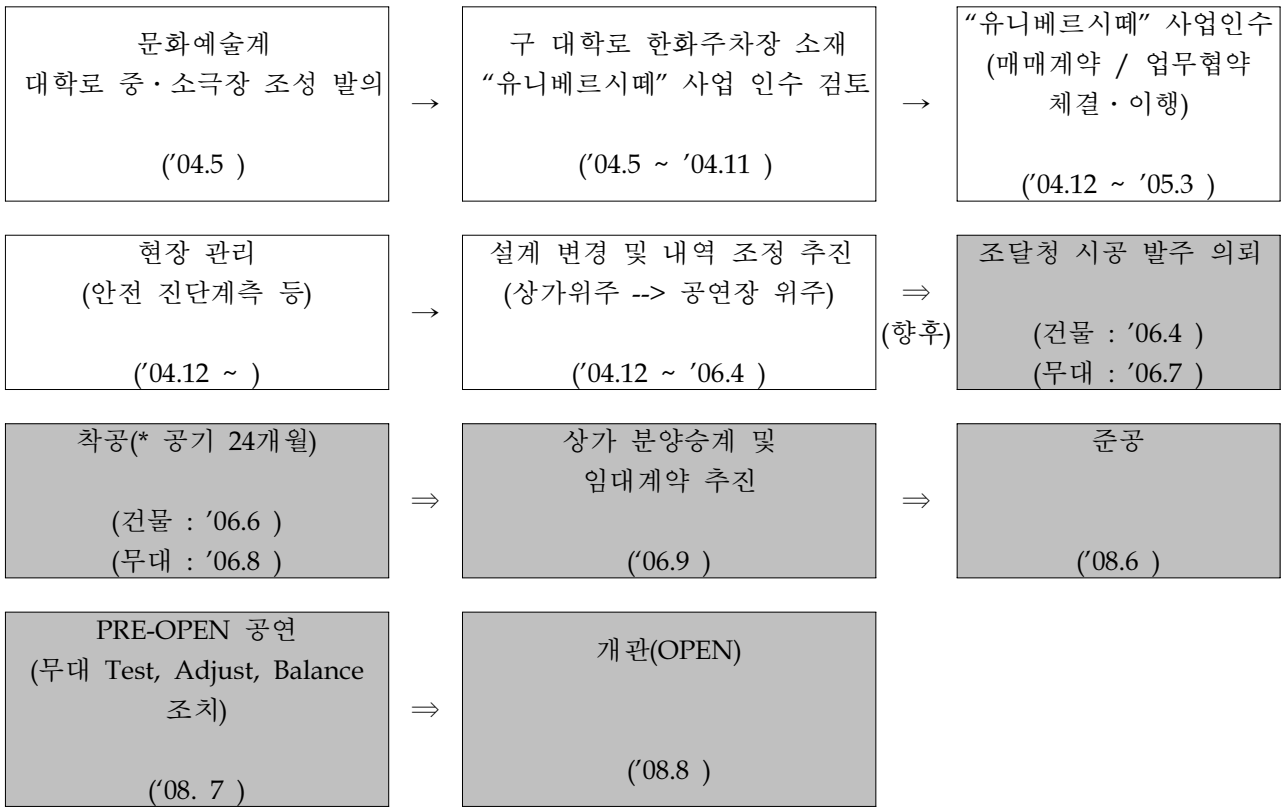 문화예술계
대학로 중·소극장 조성 발의
('04.5 )
→
구 대학로 한화주차장 소재
“유니베르시떼” 사업 인수 검토
('04.5 ~ '04.11 )
→
“유니베르시떼” 사업인수
(매매계약 / 업무협약
체결·이행)
('04.12 ~ '05.3 )
현장 관리
(안전 진단계측 등)
('04.12 ~ )
→
설계 변경 및 내역 조정 추진
(상가위주 --> 공연장 위주)
('04.12 ~ '06.4 )
⇒
(향후)
조달청 시공 발주 의뢰
(건물 : '06.4 )
(무대 : '06.7 )
착공(* 공기 24개월)
(건물 : '06.6 )
(무대 : '06.8 )
⇒
상가 분양승계 및
임대계약 추진
(‘06.9 )
⇒
준공
('08.6 )
PRE-OPEN 공연
(무대 Test, Adjust, Balance
조치)
(‘08. 7 )
⇒
개관(OPEN)
('08.8 )